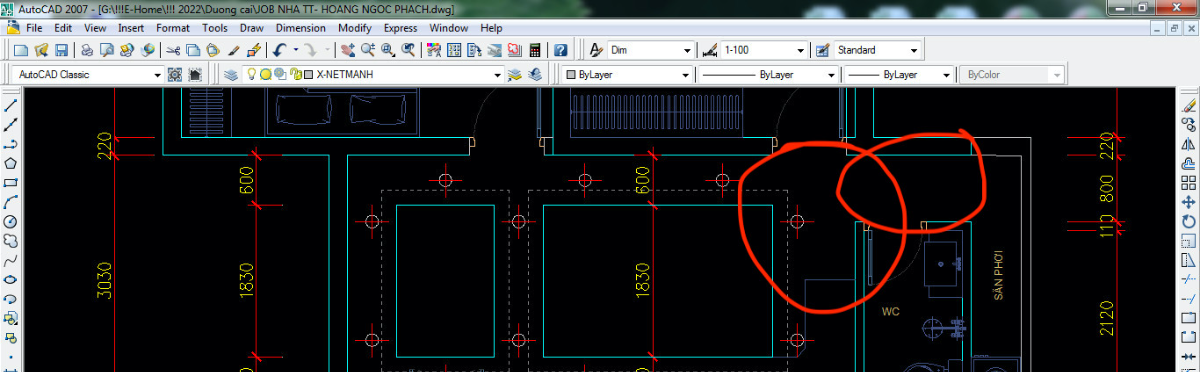 AutoCAD 2007 - [G:\!!!E-Home\!!! 2022\Duong cai\JOB NHA TT- HOANG NGOC PHACH.dwg]
File Edit View Insert Format Tools Draw Dimension Modify Express Window Help
Dim 1-100 Standard
AutoCAD Classic X-NETMANH ByLayer ByLayer ByLayer ByColor
220
600
3030
1830
600
1830
220
800
110
2120
WC
SÂN PHƠI